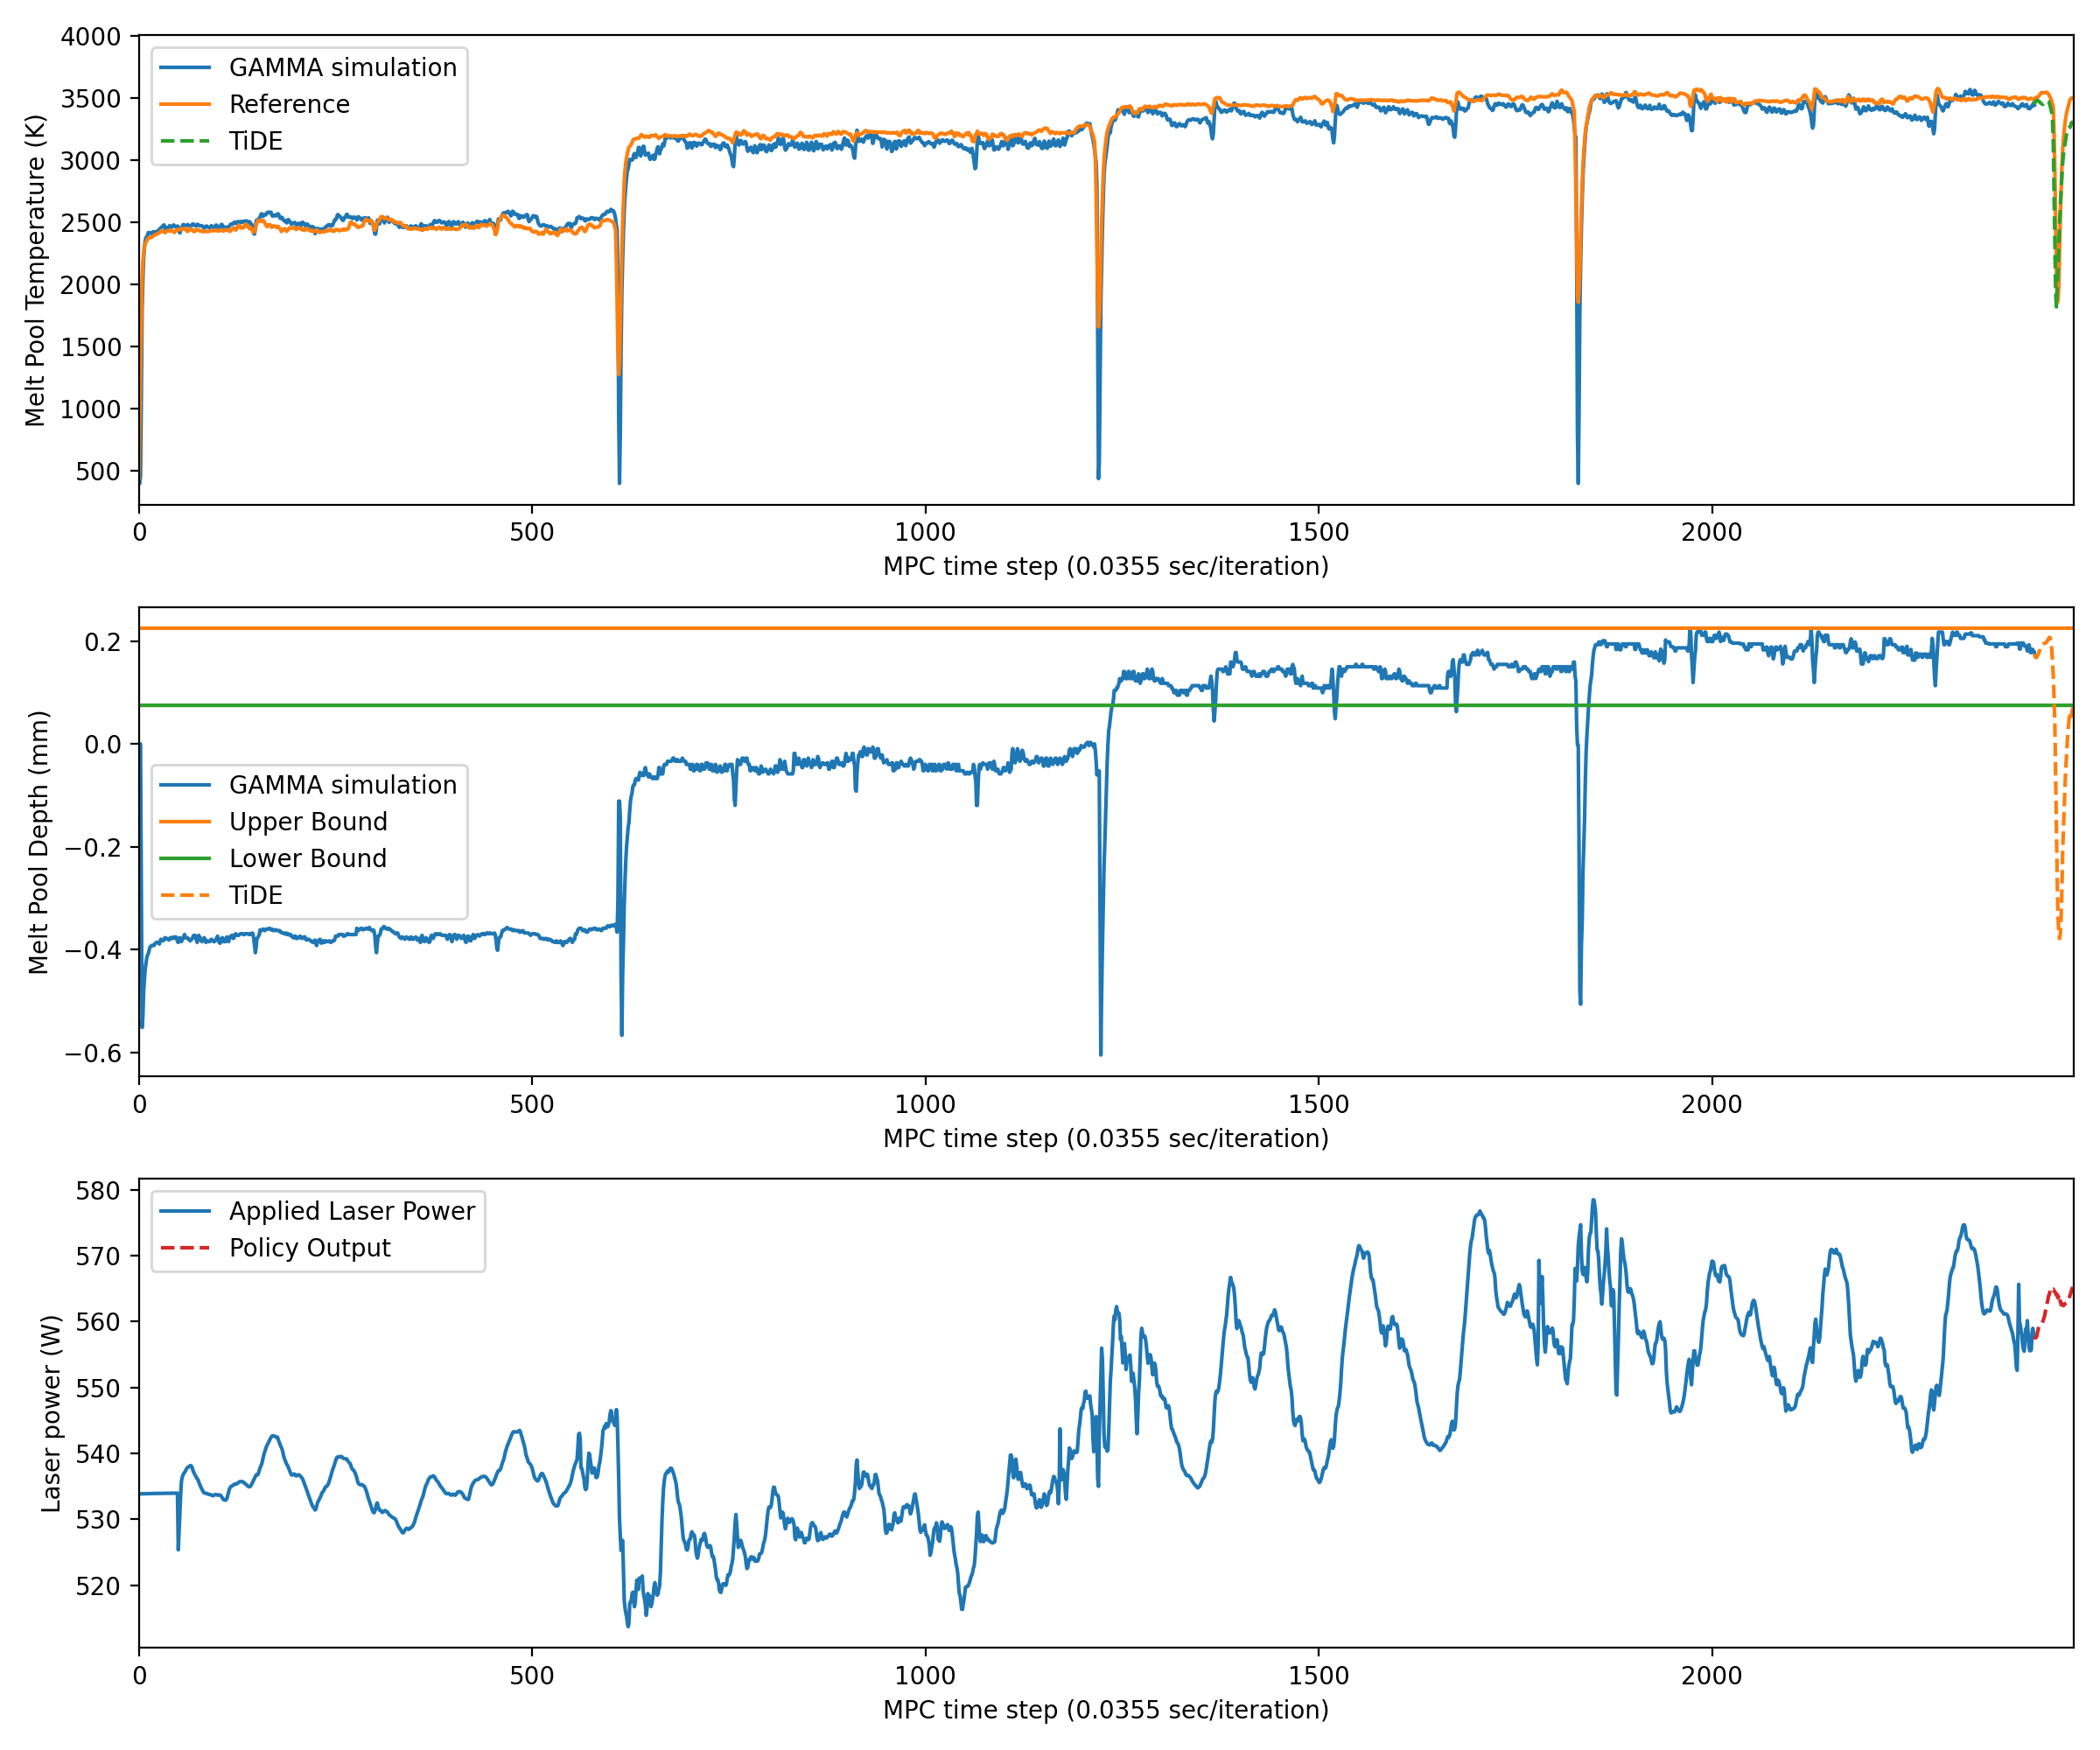 4000
3500
3000
2500
2000
1500
1000
500
Melt Pool Temperature (K)
GAMMA simulation
Reference
TiDE
0 500 1000 1500 2000
MPC time step (0.0355 sec/iteration)
0.2
0.0
−0.2
−0.4
−0.6
Melt Pool Depth (mm)
GAMMA simulation
Upper Bound
Lower Bound
TiDE
0 500 1000 1500 2000
MPC time step (0.0355 sec/iteration)
580
570
560
550
540
530
520
Laser power (W)
Applied Laser Power
Policy Output
0 500 1000 1500 2000
MPC time step (0.0355 sec/iteration)